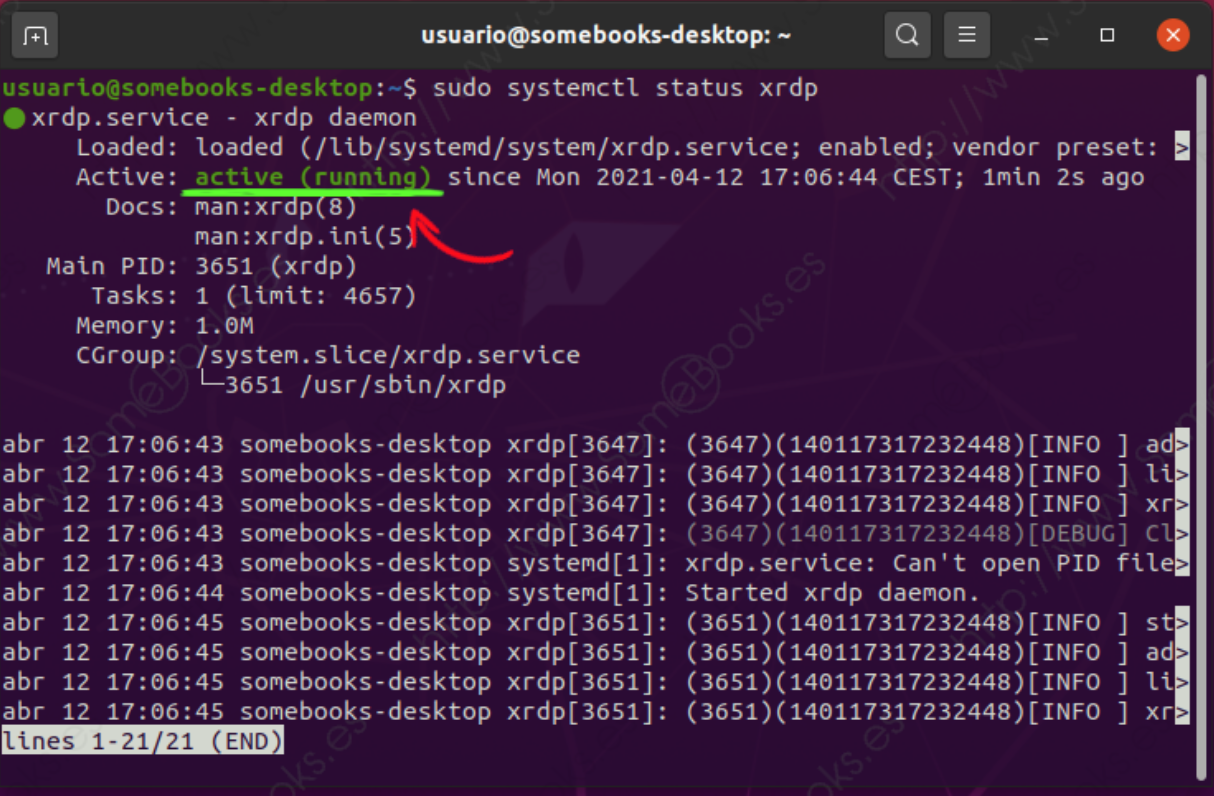 usuario@somebooks-desktop: ~
usuario@somebooks-desktop:~$ sudo systemctl status xrdp
● xrdp.service - xrdp daemon
Loaded: loaded (/lib/systemd/system/xrdp.service; enabled; vendor preset: >
Active: active (running) since Mon 2021-04-12 17:06:44 CEST; 1min 2s ago
Docs: man:xrdp(8)
man:xrdp.ini(5)
Main PID: 3651 (xrdp)
Tasks: 1 (limit: 4657)
Memory: 1.0M
CGroup: /system.slice/xrdp.service
└─3651 /usr/sbin/xrdp
abr 12 17:06:43 somebooks-desktop xrdp[3647]: (3647)(140117317232448)[INFO ] ad>
abr 12 17:06:43 somebooks-desktop xrdp[3647]: (3647)(140117317232448)[INFO ] li>
abr 12 17:06:43 somebooks-desktop xrdp[3647]: (3647)(140117317232448)[INFO ] xr>
abr 12 17:06:43 somebooks-desktop xrdp[3647]: (3647)(140117317232448)[DEBUG] Cl>
abr 12 17:06:43 somebooks-desktop systemd[1]: xrdp.service: Can't open PID file>
abr 12 17:06:44 somebooks-desktop systemd[1]: Started xrdp daemon.
abr 12 17:06:45 somebooks-desktop xrdp[3651]: (3651)(140117317232448)[INFO ] st>
abr 12 17:06:45 somebooks-desktop xrdp[3651]: (3651)(140117317232448)[INFO ] ad>
abr 12 17:06:45 somebooks-desktop xrdp[3651]: (3651)(140117317232448)[INFO ] li>
abr 12 17:06:45 somebooks-desktop xrdp[3651]: (3651)(140117317232448)[INFO ] xr>
lines 1-21/21 (END)
http://www.SomeBooks.es